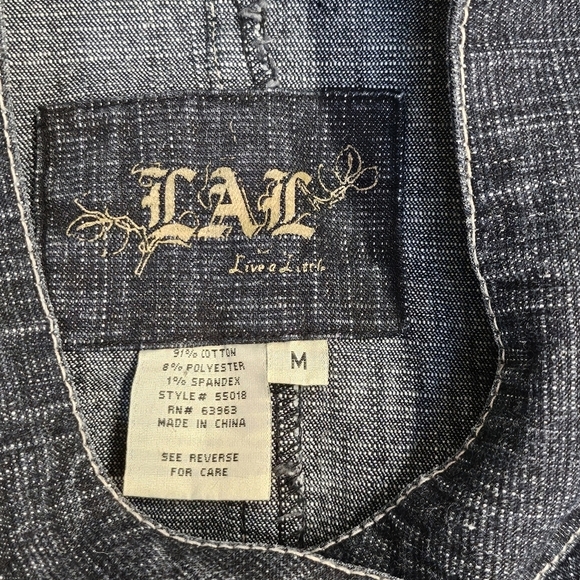 LAL
Live a Little
91% COTTON
8% POLYESTER
1% SPANDEX
STYLE# 55018
RN# 63963
MADE IN CHINA
SEE REVERSE
FOR CARE
M